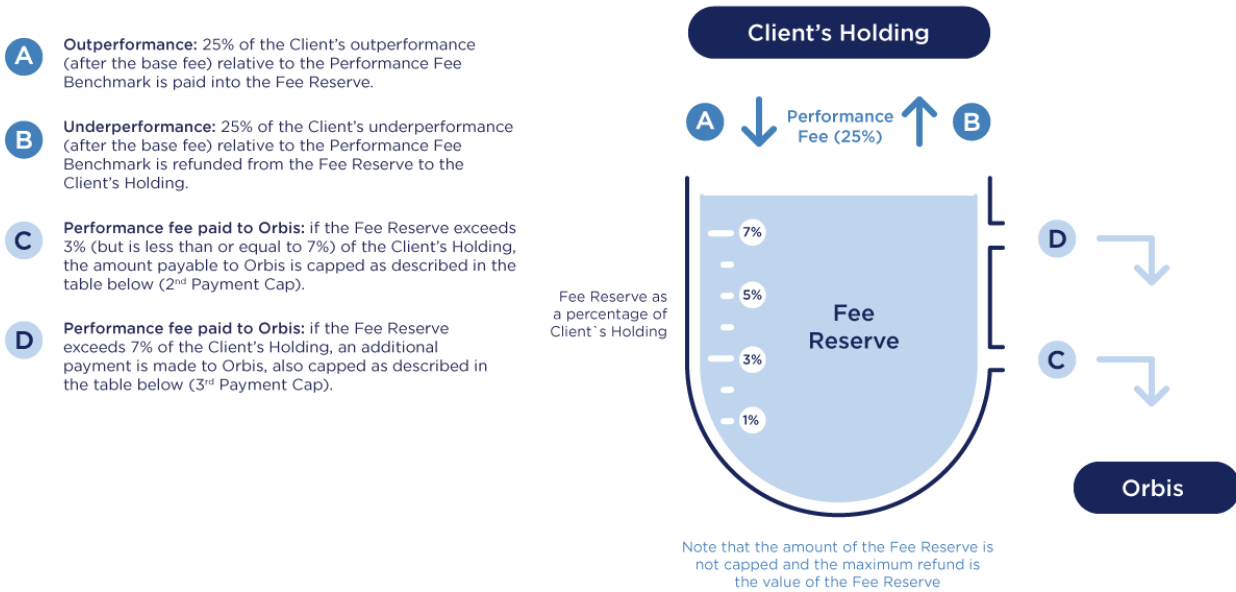 A
Outperformance: 25% of the Client's outperformance
(after the base fee) relative to the Performance Fee
Benchmark is paid into the Fee Reserve.
B
Underperformance: 25% of the Client's underperformance
(after the base fee) relative to the Performance Fee
Benchmark is refunded from the Fee Reserve to the
Client's Holding.
C
Performance fee paid to Orbis: if the Fee Reserve exceeds
3% (but is less than or equal to 7%) of the Client's Holding,
the amount payable to Orbis is capped as described in the
table below (2nd Payment Cap).
D
Performance fee paid to Orbis: if the Fee Reserve
exceeds 7% of the Client's Holding, an additional
payment is made to Orbis, also capped as described in
the table below (3rd Payment Cap).
Client's Holding
A
Performance
Fee (25%)
B
7%
5%
3%
1%
Fee Reserve as
a percentage of
Client`s Holding
Fee
Reserve
D
C
Orbis
Note that the amount of the Fee Reserve is
not capped and the maximum refund is
the value of the Fee Reserve